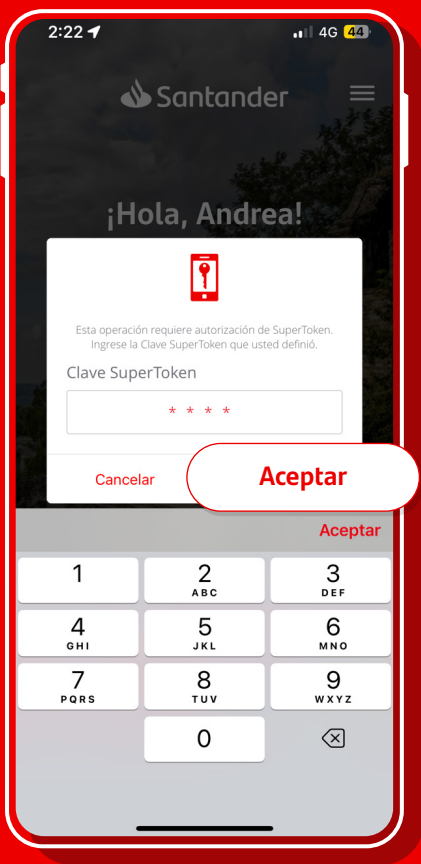 2:22 4G 44
Santander
¡Hola, Andrea!
Esta operación requiere autorización de SuperToken.
Ingrese la Clave SuperToken que usted definió.
Clave SuperToken
* * * *
Cancelar Aceptar
Aceptar
1 2 3
ABC DEF
4 5 6
GHI JKL MNO
7 8 9
PQRS TUV WXYZ
0